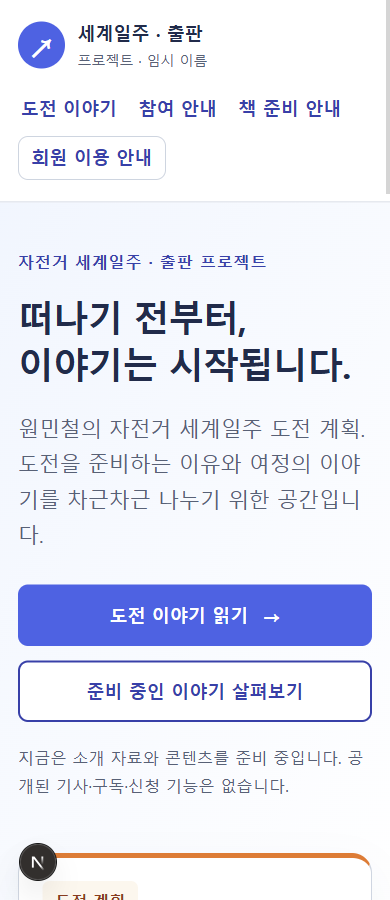 세계일주 · 출판
프로젝트 · 임시 이름
도전 이야기 참여 안내 책 준비 안내
회원 이용 안내
자전거 세계일주 · 출판 프로젝트
떠나기 전부터,
이야기는 시작됩니다.
원민철의 자전거 세계일주 도전 계획.
도전을 준비하는 이유와 여정의 이야
기를 차근차근 나누기 위한 공간입니
다.
도전 이야기 읽기 →
준비 중인 이야기 살펴보기
지금은 소개 자료와 콘텐츠를 준비 중입니다. 공
개된 기사·구독·신청 기능은 없습니다.
N
도전 계획